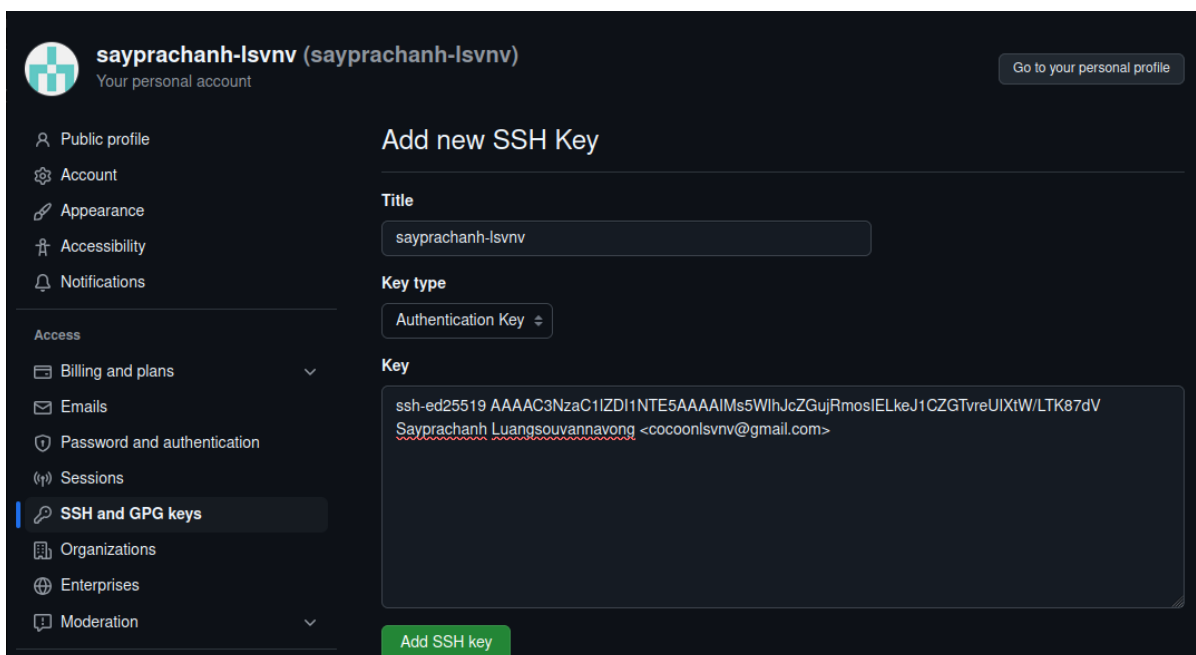 sayprachanh-lsvnv (sayprachanh-lsvnv)
Your personal account
Go to your personal profile
Public profile
Account
Appearance
Accessibility
Notifications
Access
Billing and plans
Emails
Password and authentication
Sessions
SSH and GPG keys
Organizations
Enterprises
Moderation
Add new SSH Key
Title
sayprachanh-lsvnv
Key type
Authentication Key
Key
ssh-ed25519 AAAAC3NzaC1lZDI1NTE5AAAAIMs5WIhJcZGujRmosIELkeJ1CZGTvreUIXtW/LTK87dV
Sayprachanh Luangsouvannavong <cocoonlsvnv@gmail.com>
Add SSH key